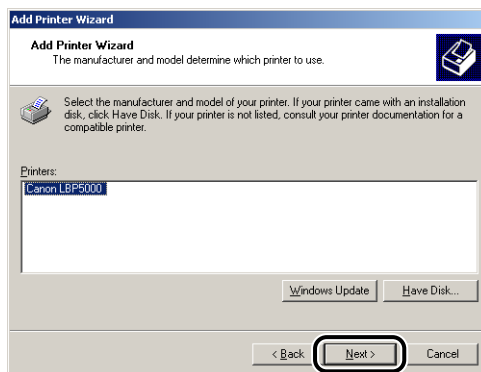 Add Printer Wizard
Add Printer Wizard
The manufacturer and model determine which printer to use.
Select the manufacturer and model of your printer. If your printer came with an installation
disk, click Have Disk. If your printer is not listed, consult your printer documentation for a
compatible printer.
Printers:
Canon LBP5000
Windows Update
Have Disk...
< Back
Next >
Cancel